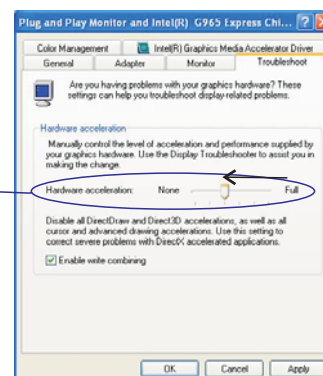 Plug and Play Monitor and Intel(R) G965 Express Chi...
Color Management
Intel(R) Graphics Media Accelerator Driver
General
Adapter
Monitor
Troubleshoot
Are you having problems with your graphics hardware? These
settings can help you troubleshoot display-related problems.
Hardware acceleration
Manually control the level of acceleration and performance supplied by
your graphics hardware. Use the Display Troubleshooter to assist you in
making the change.
Hardware acceleration: None Full
Disable all DirectDraw and Direct3D accelerations, as well as all
cursor and advanced drawing accelerations. Use this setting to
correct severe problems with DirectX accelerated applications.
Enable write combining
OK Cancel Apply